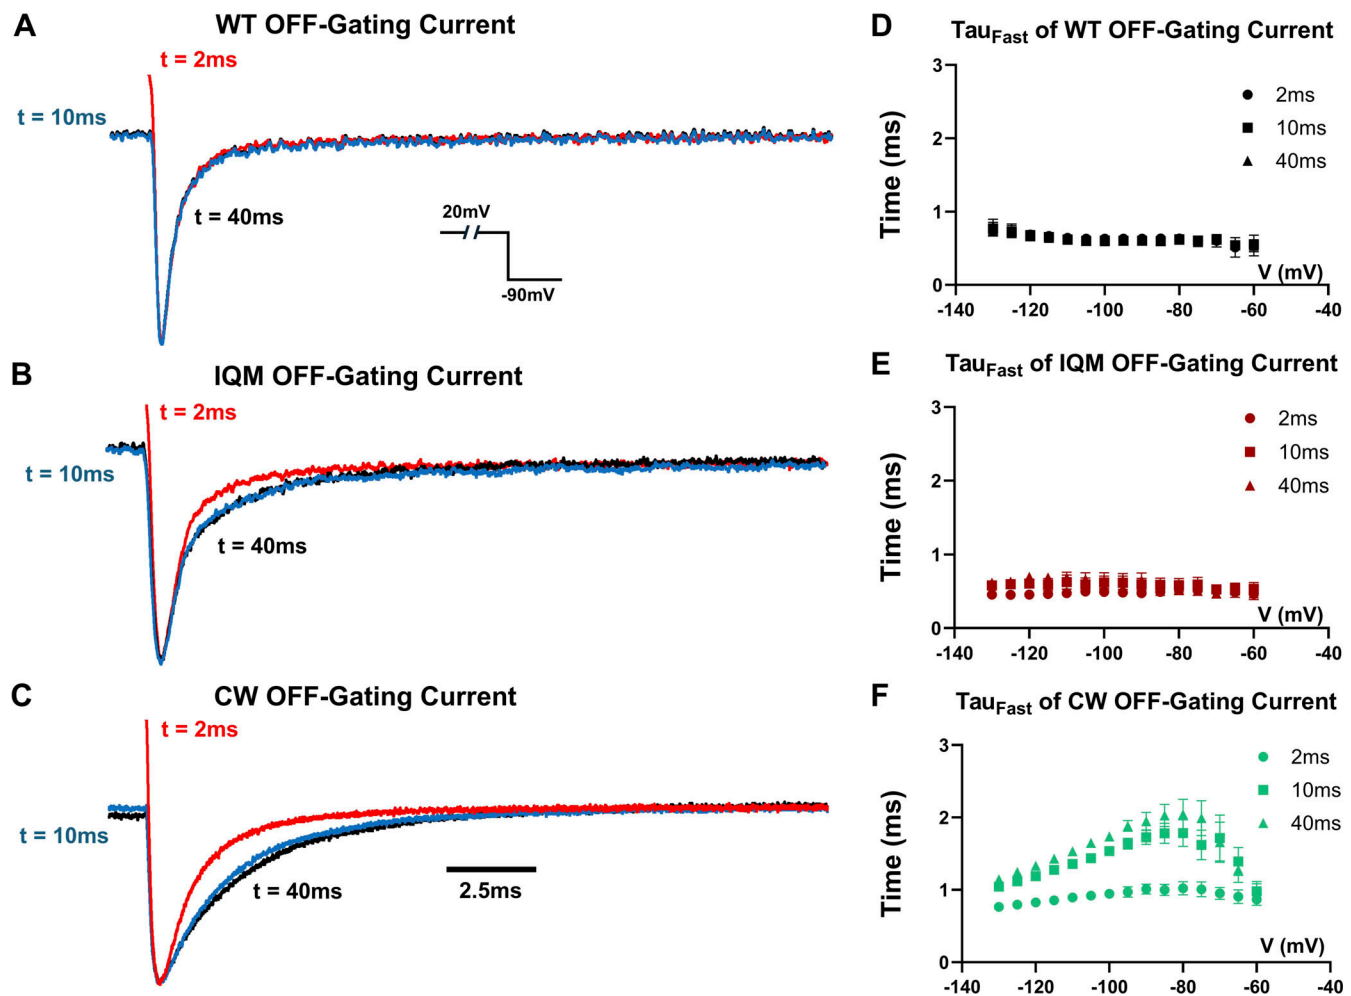 A
WT OFF-Gating Current
t = 2ms
t = 10ms
t = 40ms
20mV
-90mV
B
IQM OFF-Gating Current
t = 2ms
t = 10ms
t = 40ms
C
CW OFF-Gating Current
t = 2ms
t = 10ms
t = 40ms
2.5ms
D
TauFast of WT OFF-Gating Current
3
2
1
0
Time (ms)
2ms
10ms
40ms
V (mV)
-140 -120 -100 -80 -60 -40
E
TauFast of IQM OFF-Gating Current
3
2
1
0
Time (ms)
2ms
10ms
40ms
V (mV)
-140 -120 -100 -80 -60 -40
F
TauFast of CW OFF-Gating Current
3
2
1
0
Time (ms)
2ms
10ms
40ms
V (mV)
-140 -120 -100 -80 -60 -40